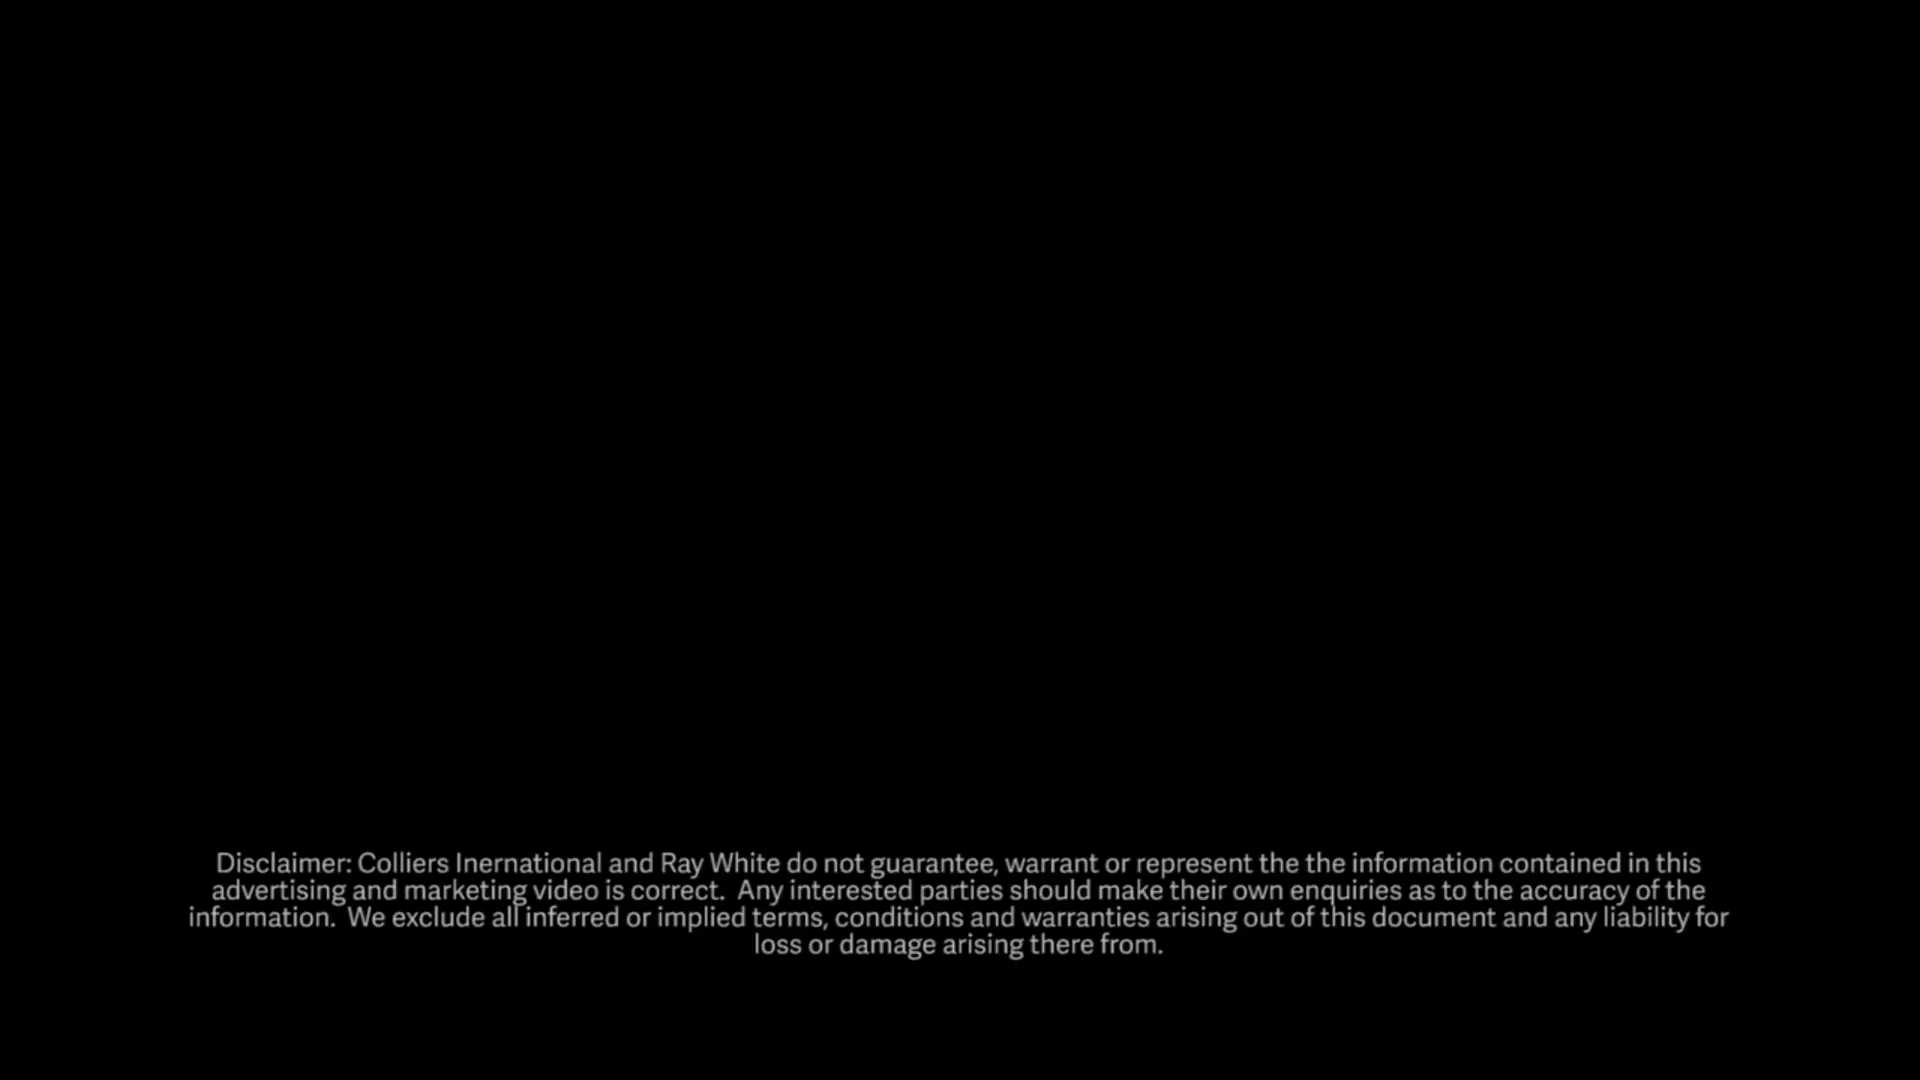 Disclaimer: Colliers Inernational and Ray White do not guarantee, warrant or represent the the information contained in this
advertising and marketing video is correct.  Any interested parties should make their own enquiries as to the accuracy of the
information.  We exclude all inferred or implied terms, conditions and warranties arising out of this document and any liability for
loss or damage arising there from.